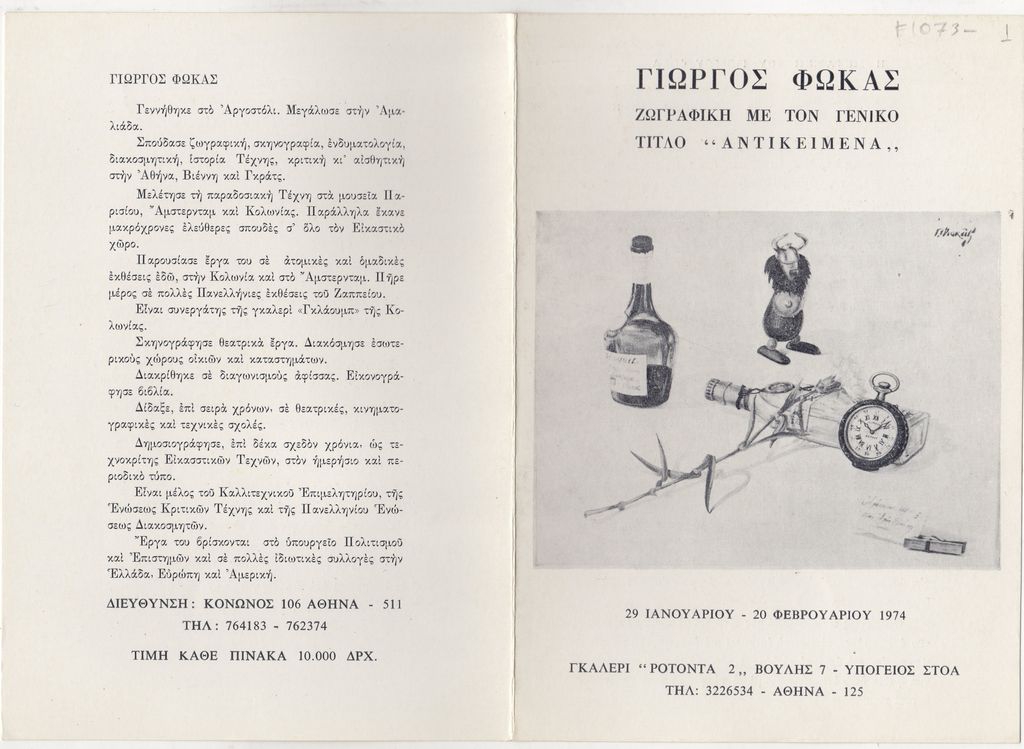 ΓΙΩΡΓΟΣ ΦΩΚΑΣ
Γεννήθηκε στὸ Ἀργοστόλι. Μεγάλωσε στὴν Ἀμα-
λιάδα.
Σπούδασε ζωγραφική, σκηνογραφία, ἐνδυματολογία,
διακοσμητική, ἱστορία Τέχνης, κριτικὴ κι' αἰσθητικὴ
στὴν Ἀθήνα, Βιέννη καὶ Γκράτς.
Μελέτησε τὴ παραδοσιακὴ Τέχνη στὰ μουσεῖα Πα-
ρισίου, Ἄμστερνταμ καὶ Κολωνίας. Παράλληλα ἔκανε
μακρόχρονες ἐλεύθερες σπουδὲς σ' ὅλο τὸν Εἰκαστικὸ
χῶρο.
Παρουσίασε ἔργα του σὲ ἀτομικὲς καὶ ὁμαδικὲς
ἐκθέσεις ἐδῶ, στὴν Κολωνία καὶ στὸ Ἄμστερνταμ. Πῆρε
μέρος σὲ πολλὲς Πανελλήνιες ἐκθέσεις τοῦ Ζαππείου.
Εἶναι συνεργάτης τῆς γκαλερὶ «Γκλάουμπ» τῆς Κο-
λωνίας.
Σκηνογράφησε θεατρικὰ ἔργα. Διακόσμησε ἐσωτε-
ρικοὺς χώρους οἰκιῶν καὶ καταστημάτων.
Διακρίθηκε σὲ διαγωνισμοὺς ἀφίσσας. Εἰκονογρά-
φησε βιβλία.
Δίδαξε, ἐπὶ σειρὰ χρόνων, σὲ θεατρικές, κινηματο-
γραφικὲς καὶ τεχνικὲς σχολές.
Δημοσιογράφησε, ἐπὶ δέκα σχεδὸν χρόνια, ὡς τε-
χνοκρίτης Εἰκασστικῶν Τεχνῶν, στὸν ἡμερήσιο καὶ πε-
ριοδικὸ τύπο.
Εἶναι μέλος τοῦ Καλλιτεχνικοῦ Ἐπιμελητηρίου, τῆς
Ἑνώσεως Κριτικῶν Τέχνης καὶ τῆς Πανελληνίου Ἑνώ-
σεως Διακοσμητῶν.
Ἔργα του βρίσκονται στὸ ὑπουργεῖο Πολιτισμοῦ
καὶ Ἐπιστημῶν καὶ σὲ πολλὲς ἰδιωτικὲς συλλογὲς στὴν
Ἑλλάδα, Εὐρώπη καὶ Ἀμερική.
ΔΙΕΥΘΥΝΣΗ: ΚΟΝΩΝΟΣ 106 ΑΘΗΝΑ - 511
ΤΗΛ: 764183 - 762374
ΤΙΜΗ ΚΑΘΕ ΠΙΝΑΚΑ 10.000 ΔΡΧ.
F1073- 1
ΓΙΩΡΓΟΣ ΦΩΚΑΣ
ΖΩΓΡΑΦΙΚΗ ΜΕ ΤΟΝ ΓΕΝΙΚΟ
ΤΙΤΛΟ “ΑΝΤΙΚΕΙΜΕΝΑ,,
29 ΙΑΝΟΥΑΡΙΟΥ - 20 ΦΕΒΡΟΥΑΡΙΟΥ 1974
ΓΚΑΛΕΡΙ “ΡΟΤΟΝΤΑ 2,, ΒΟΥΛΗΣ 7 - ΥΠΟΓΕΙΟΣ ΣΤΟΑ
ΤΗΛ: 3226534 - ΑΘΗΝΑ - 125